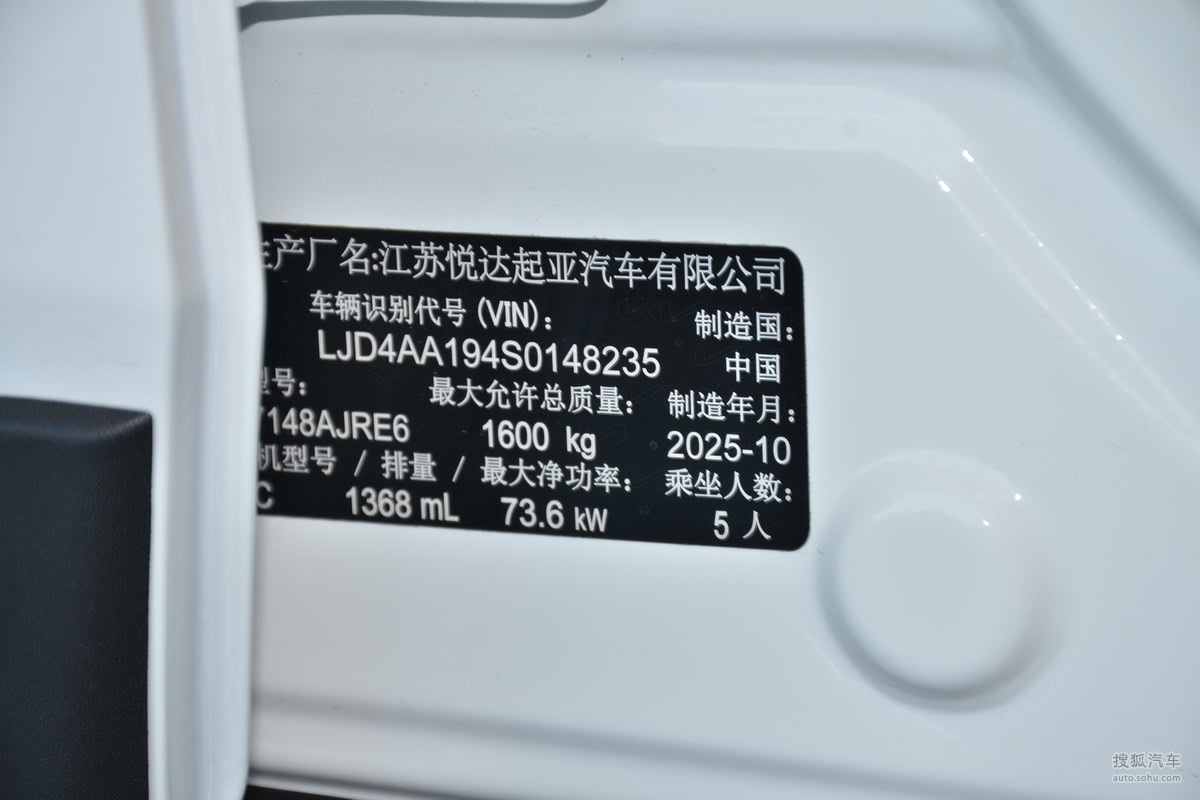 生产厂名:江苏悦达起亚汽车有限公司
车辆识别代号(VIN):
LJD4AA194S0148235
制造国:
中国
型号:
7148AJRE6
最大允许总质量:
1600 kg
制造年月:
2025-10
机型号 / 排量 / 最大净功率:
C 1368 mL 73.6 kW
乘坐人数:
5 人
搜狐汽车
auto.sohu.com